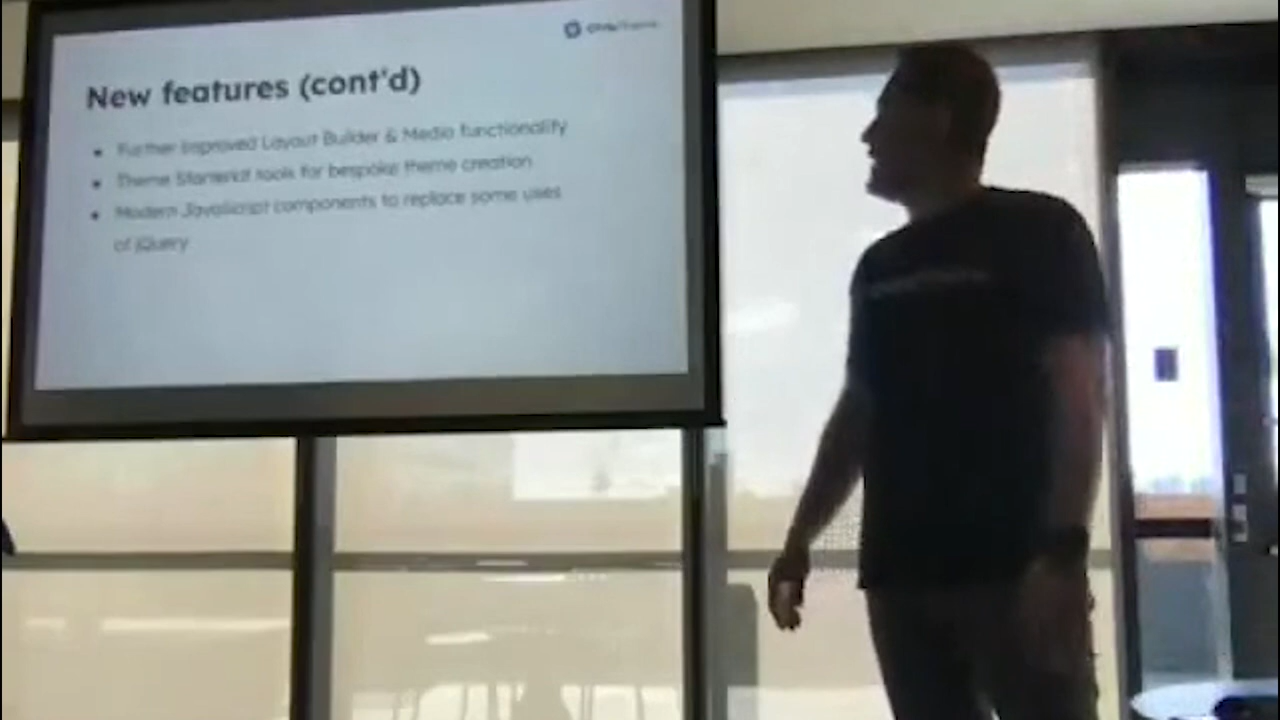 New features (cont'd)
Further improved Layout Builder & Media functionality
Theme Starterkit tools for bespoke theme creation
Modern JavaScript components to replace some uses
of jQuery